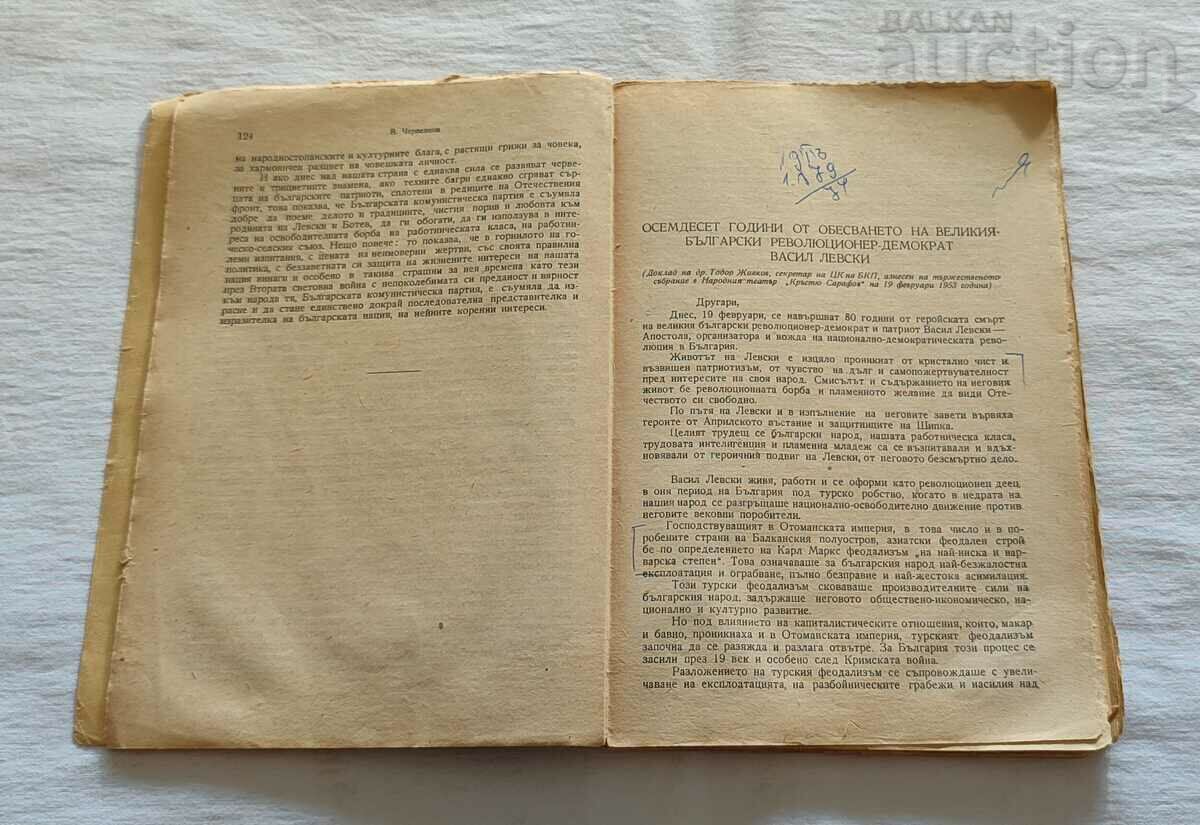 BALKAN
auction
124
В. Червенков
на народностопанските и културните блага, с растящи грижи за човека,
за хармоничен разцвет на човешката личност.
И ако днес над нашата страна с еднаква сила се развяват черве-
ните и трицветните знамена, ако техните багри еднакво сгряват сър-
цата на българските патриоти, сплотени в редиците на Отечествения
фронт, това показва, че Българската комунистическа партия е съумяла
добре да поеме делото и традициите, чистия порив и любовта към
родината на Левски и Ботев, да ги обогати, да ги използува в инте-
реса на освободителната борба на работническата класа, на работни-
ческо-селския съюз. Нещо повече: то показва, че в горнилото на го-
леми изпитания, с цената на неимоверни жертви, със своята правилна
политика, с беззаветната си защита на жизнените интереси на нашата
нация винаги и особено в такива страшни за нея времена като тези
през Втората световна война с непоколебимата си преданост и вярност
към народа тя, Българската комунистическа партия, е съумяла да из-
расне и да стане единствено докрай последователна представителка и
изразителка на българската нация, на нейните коренни интереси.
ОСЕМДЕСЕТ ГОДИНИ ОТ ОБЕСВАНЕТО НА ВЕЛИКИЯ-
БЪЛГАРСКИ РЕВОЛЮЦИОНЕР-ДЕМОКРАТ
ВАСИЛ ЛЕВСКИ
(Доклад на др. Тодор Живков, секретар на ЦК на БКП, изнесен на тържественото
събрание в Народния театър „Кръстю Сарафов“ на 19 февруари 1953 година)
Другари,
Днес, 19 февруари, се навършват 80 години от геройската смърт
на великия български революционер-демократ и патриот Васил Левски—
Апостола, организатора и вожда на национално-демократическата рево-
люция в България.
Животът на Левски е изцяло проникнат от кристално чист и
възвишен патриотизъм, от чувство на дълг и самопожертвувателност
пред интересите на своя народ. Смисълът и съдържанието на неговия
живот бе революционната борба и пламенното желание да види Оте-
чеството си свободно.
По пътя на Левски и в изпълнение на неговите завети вървяха
героите от Априлското въстание и защитниците на Шипка.
Целият трудещ се български народ, нашата работническа класа,
трудовата интелигенция и пламенна младеж са се възпитавали и вдъх-
новявали от героичния подвиг на Левски, от неговото безсмъртно дело.
Васил Левски живя, работи и се оформи като революционен деец
в оня период на България под турско робство, когато в недрата на
нашия народ се разгръщаше национално-освободително движение против
неговите вековни поробители.
Господствуващият в Отоманската империя, в това число и в по-
робените страни на Балканския полуостров, азиатски феодален строй
бе по определението на Карл Маркс феодализъм „на най-ниска и вар-
варска степен“. Това означаваше за българския народ най-безжалостна
експлоатация и ограбване, пълно безправие и най-жестока асимилация.
Този турски феодализъм сковаваше производителните сили на
българския народ, задържаше неговото обществено-икономическо, на-
ционално и културно развитие.
Но под влиянието на капиталистическите отношения, които, макар
и бавно, проникнаха и в Отоманската империя, турският феодализъм
започна да се разяжда и разлага отвътре. За България този процес се
засили през 19 век и особено след Кримската война.
Разложението на турския феодализъм се съпровождаше с увели-
чаване на експлоатацията, на разбойническите грабежи и насилия над